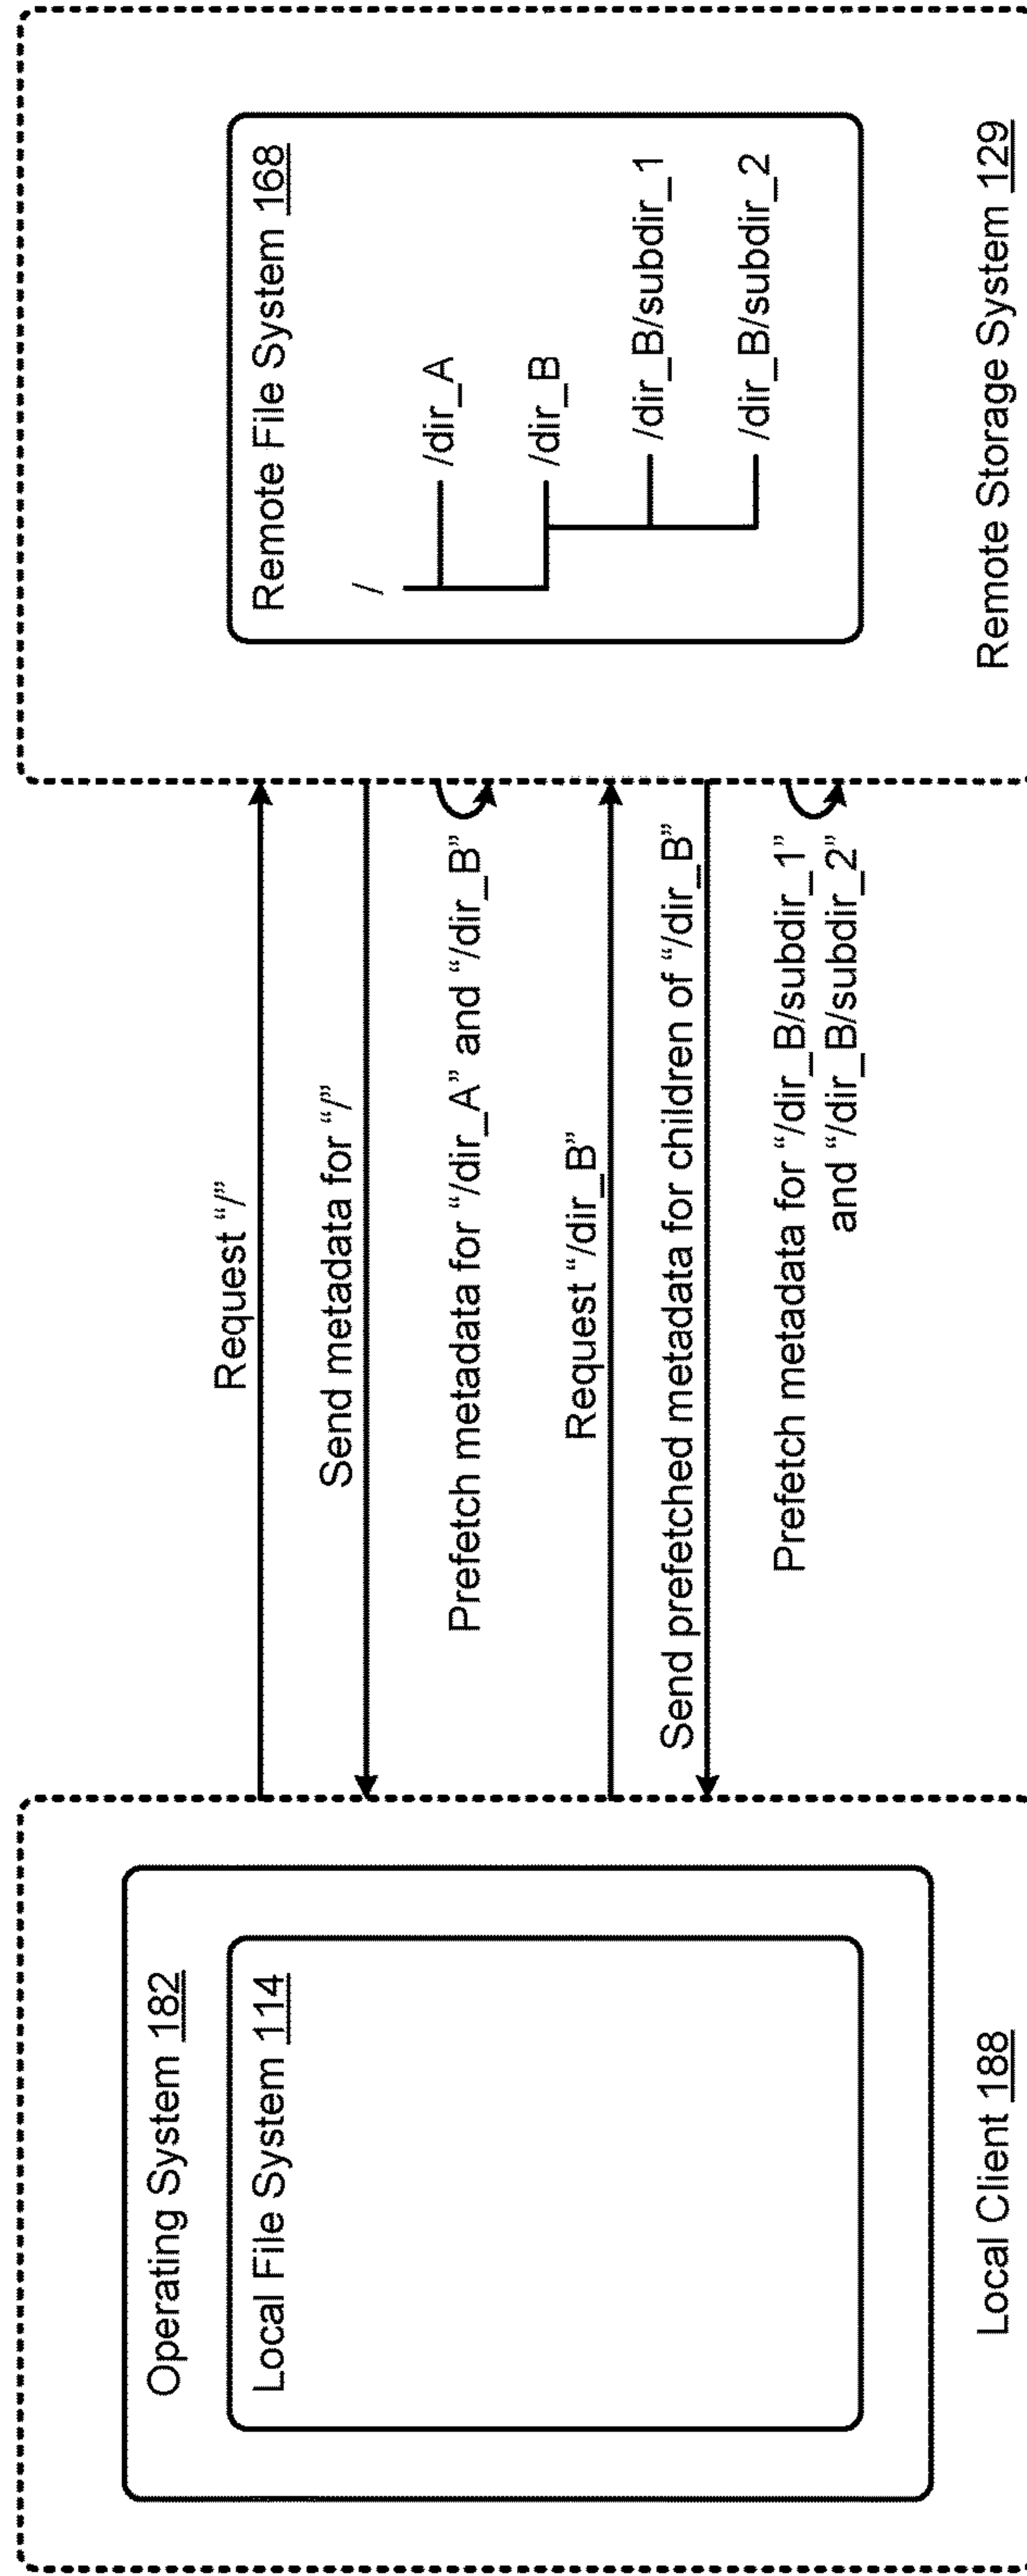 Operating System 182
Local File System 114
Local Client 188
Request “/”
Send metadata for “/”
Prefetch metadata for “/dir_A” and “/dir_B”
Request “/dir_B”
Send prefetched metadata for children of “/dir_B”
Prefetch metadata for “/dir_B/subdir_1”
and “/dir_B/subdir_2”
Remote File System 168
/
/dir_A
/dir_B
/dir_B/subdir_1
/dir_B/subdir_2
Remote Storage System 129